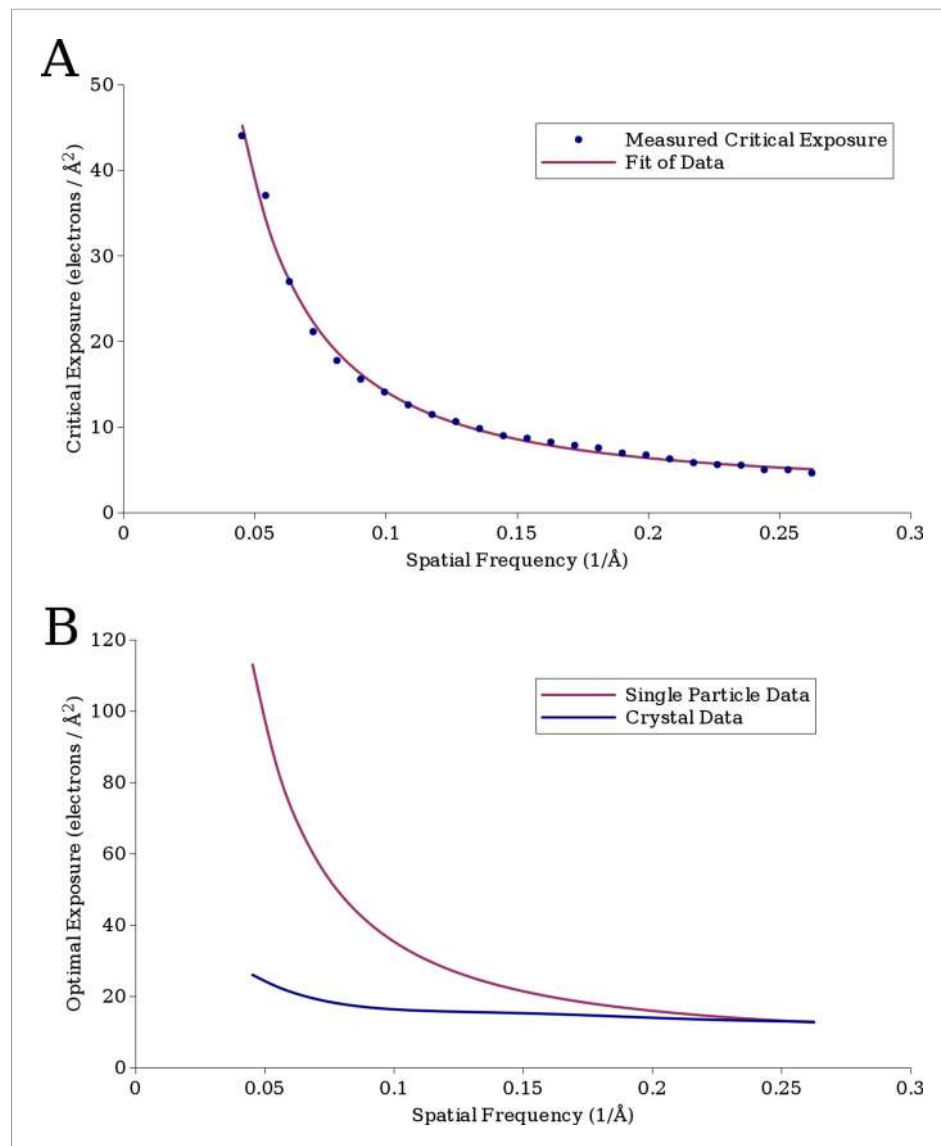 A
50
40
30
20
10
0
Critical Exposure (electrons / Å²)
Measured Critical Exposure
Fit of Data
0 0.05 0.1 0.15 0.2 0.25 0.3
Spatial Frequency (1/Å)
B
120
100
80
60
40
20
0
Optimal Exposure (electrons / Å²)
Single Particle Data
Crystal Data
0 0.05 0.1 0.15 0.2 0.25 0.3
Spatial Frequency (1/Å)